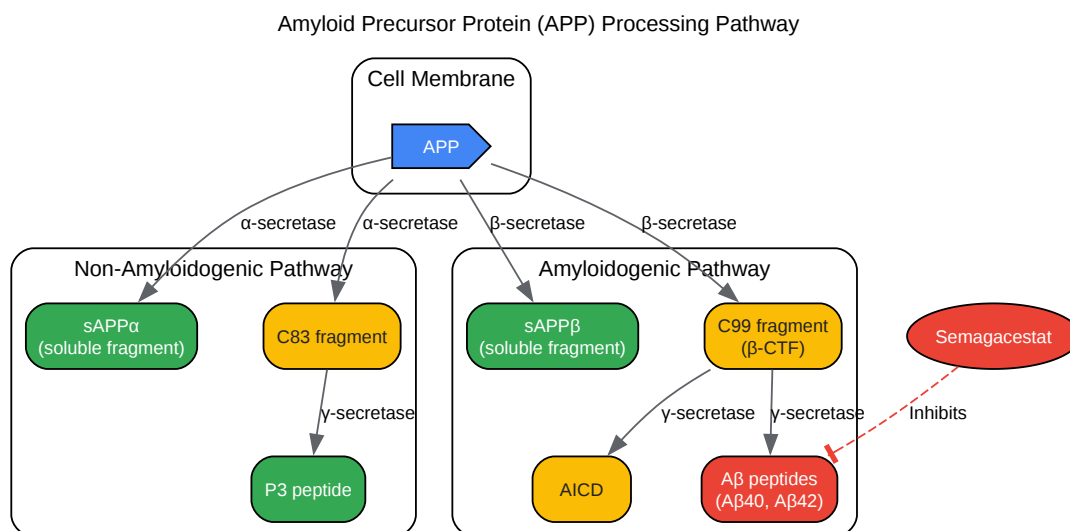 Amyloid Precursor Protein (APP) Processing Pathway
Cell Membrane
APP
α-secretase
α-secretase
β-secretase
β-secretase
Non-Amyloidogenic Pathway
Amyloidogenic Pathway
sAPPα
(soluble fragment)
C83 fragment
sAPPβ
(soluble fragment)
C99 fragment
(β-CTF)
Semagacestat
γ-secretase
γ-secretase
γ-secretase
Inhibits
P3 peptide
AICD
Aβ peptides
(Aβ40, Aβ42)